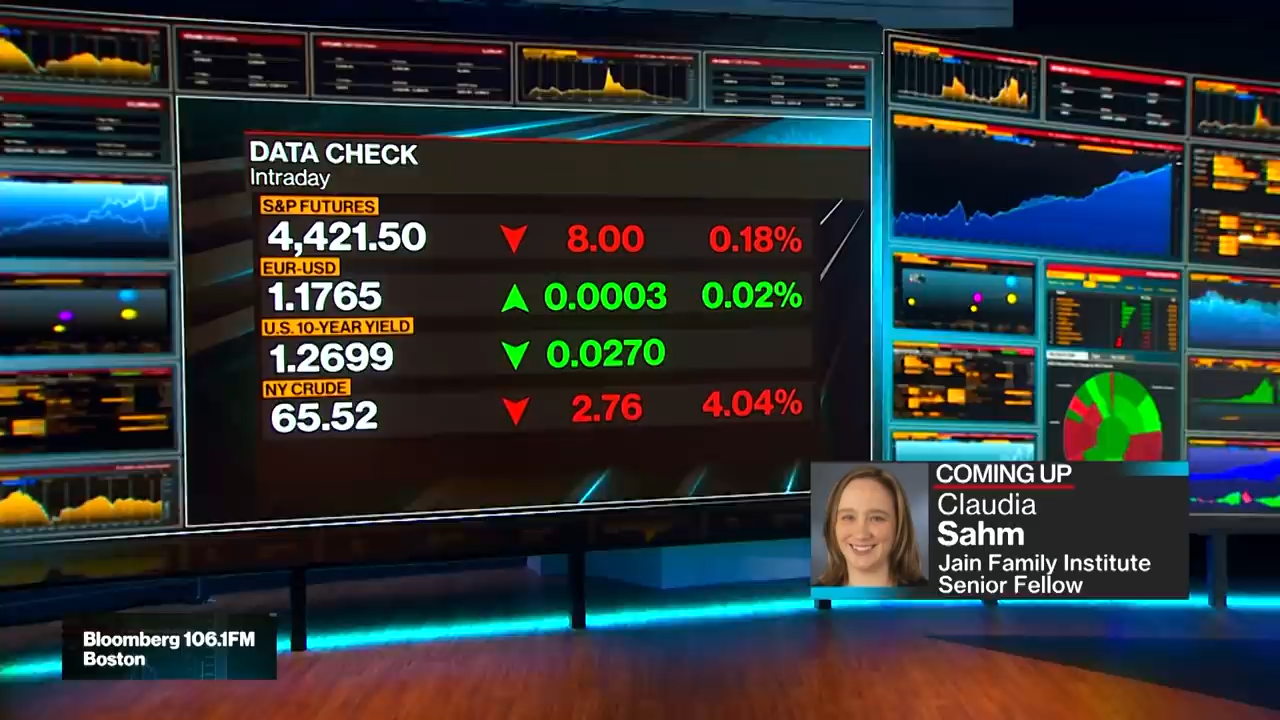 DATA CHECK
Intraday
S&P FUTURES
4,421.50 ▼ 8.00 0.18%
EUR-USD
1.1765 ▲ 0.0003 0.02%
U.S. 10-YEAR YIELD
1.2699 ▼ 0.0270
NY CRUDE
65.52 ▼ 2.76 4.04%
COMING UP
Claudia
Sahm
Jain Family Institute
Senior Fellow
Bloomberg 106.1FM
Boston